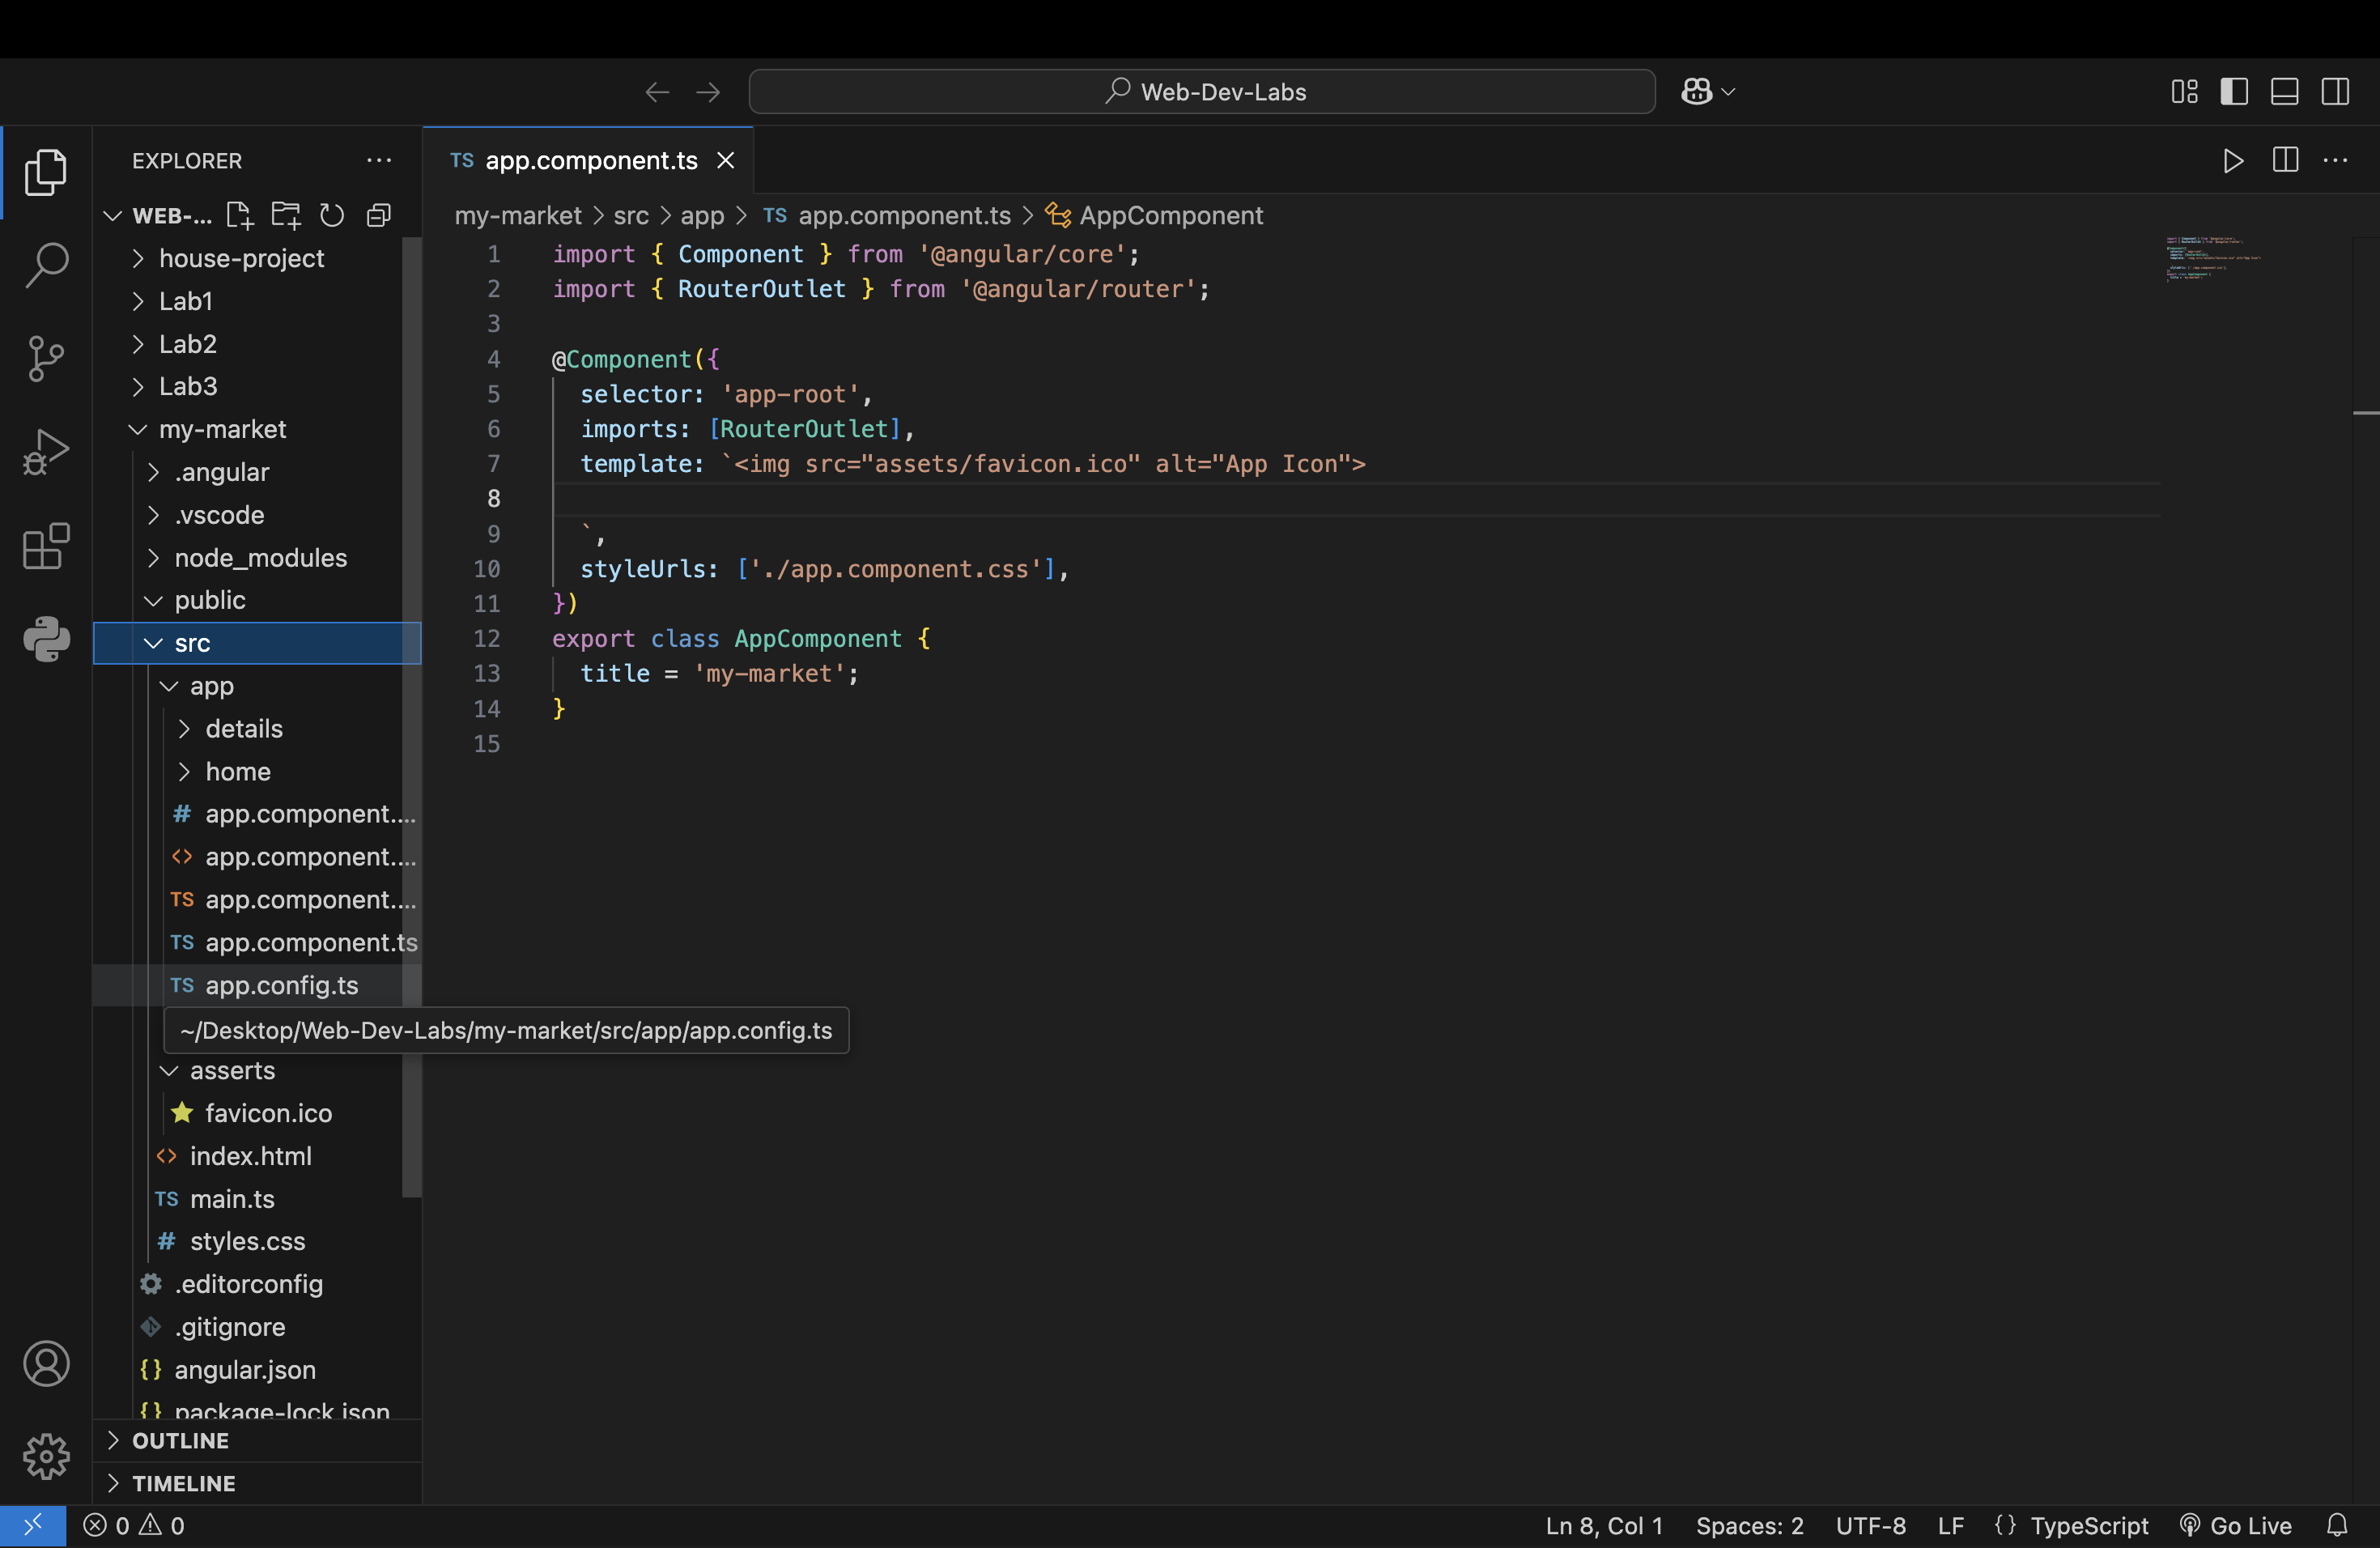 Web-Dev-Labs
EXPLORER
WEB-...
house-project
Lab1
Lab2
Lab3
my-market
.angular
.vscode
node_modules
public
src
app
details
home
# app.component....
<> app.component....
TS app.component....
TS app.component.ts
TS app.config.ts
~/Desktop/Web-Dev-Labs/my-market/src/app/app.config.ts
asserts
favicon.ico
<> index.html
TS main.ts
# styles.css
.editorconfig
.gitignore
{} angular.json
{} package-lock.json
OUTLINE
TIMELINE
TS app.component.ts
my-market > src > app > TS app.component.ts > AppComponent
1 import { Component } from '@angular/core';
2 import { RouterOutlet } from '@angular/router';
3
4 @Component({
5 selector: 'app-root',
6 imports: [RouterOutlet],
7 template: `<img src="assets/favicon.ico" alt="App Icon">
8
9 `,
10 styleUrls: ['./app.component.css'],
11 })
12 export class AppComponent {
13 title = 'my-market';
14 }
15
0 0
Ln 8, Col 1 Spaces: 2 UTF-8 LF {} TypeScript Go Live